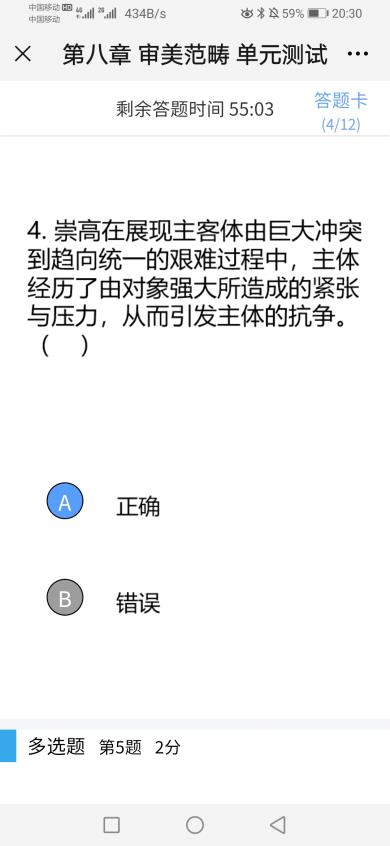 中国移动 HD 4G 2G 434B/s 59% 20:30
中国移动
第八章 审美范畴 单元测试
剩余答题时间 55:03
答题卡
(4/12)
4. 崇高在展现主客体由巨大冲突
到趋向统一的艰难过程中，主体
经历了由对象强大所造成的紧张
与压力，从而引发主体的抗争。
（ ）
A 正确
B 错误
多选题 第5题 2分